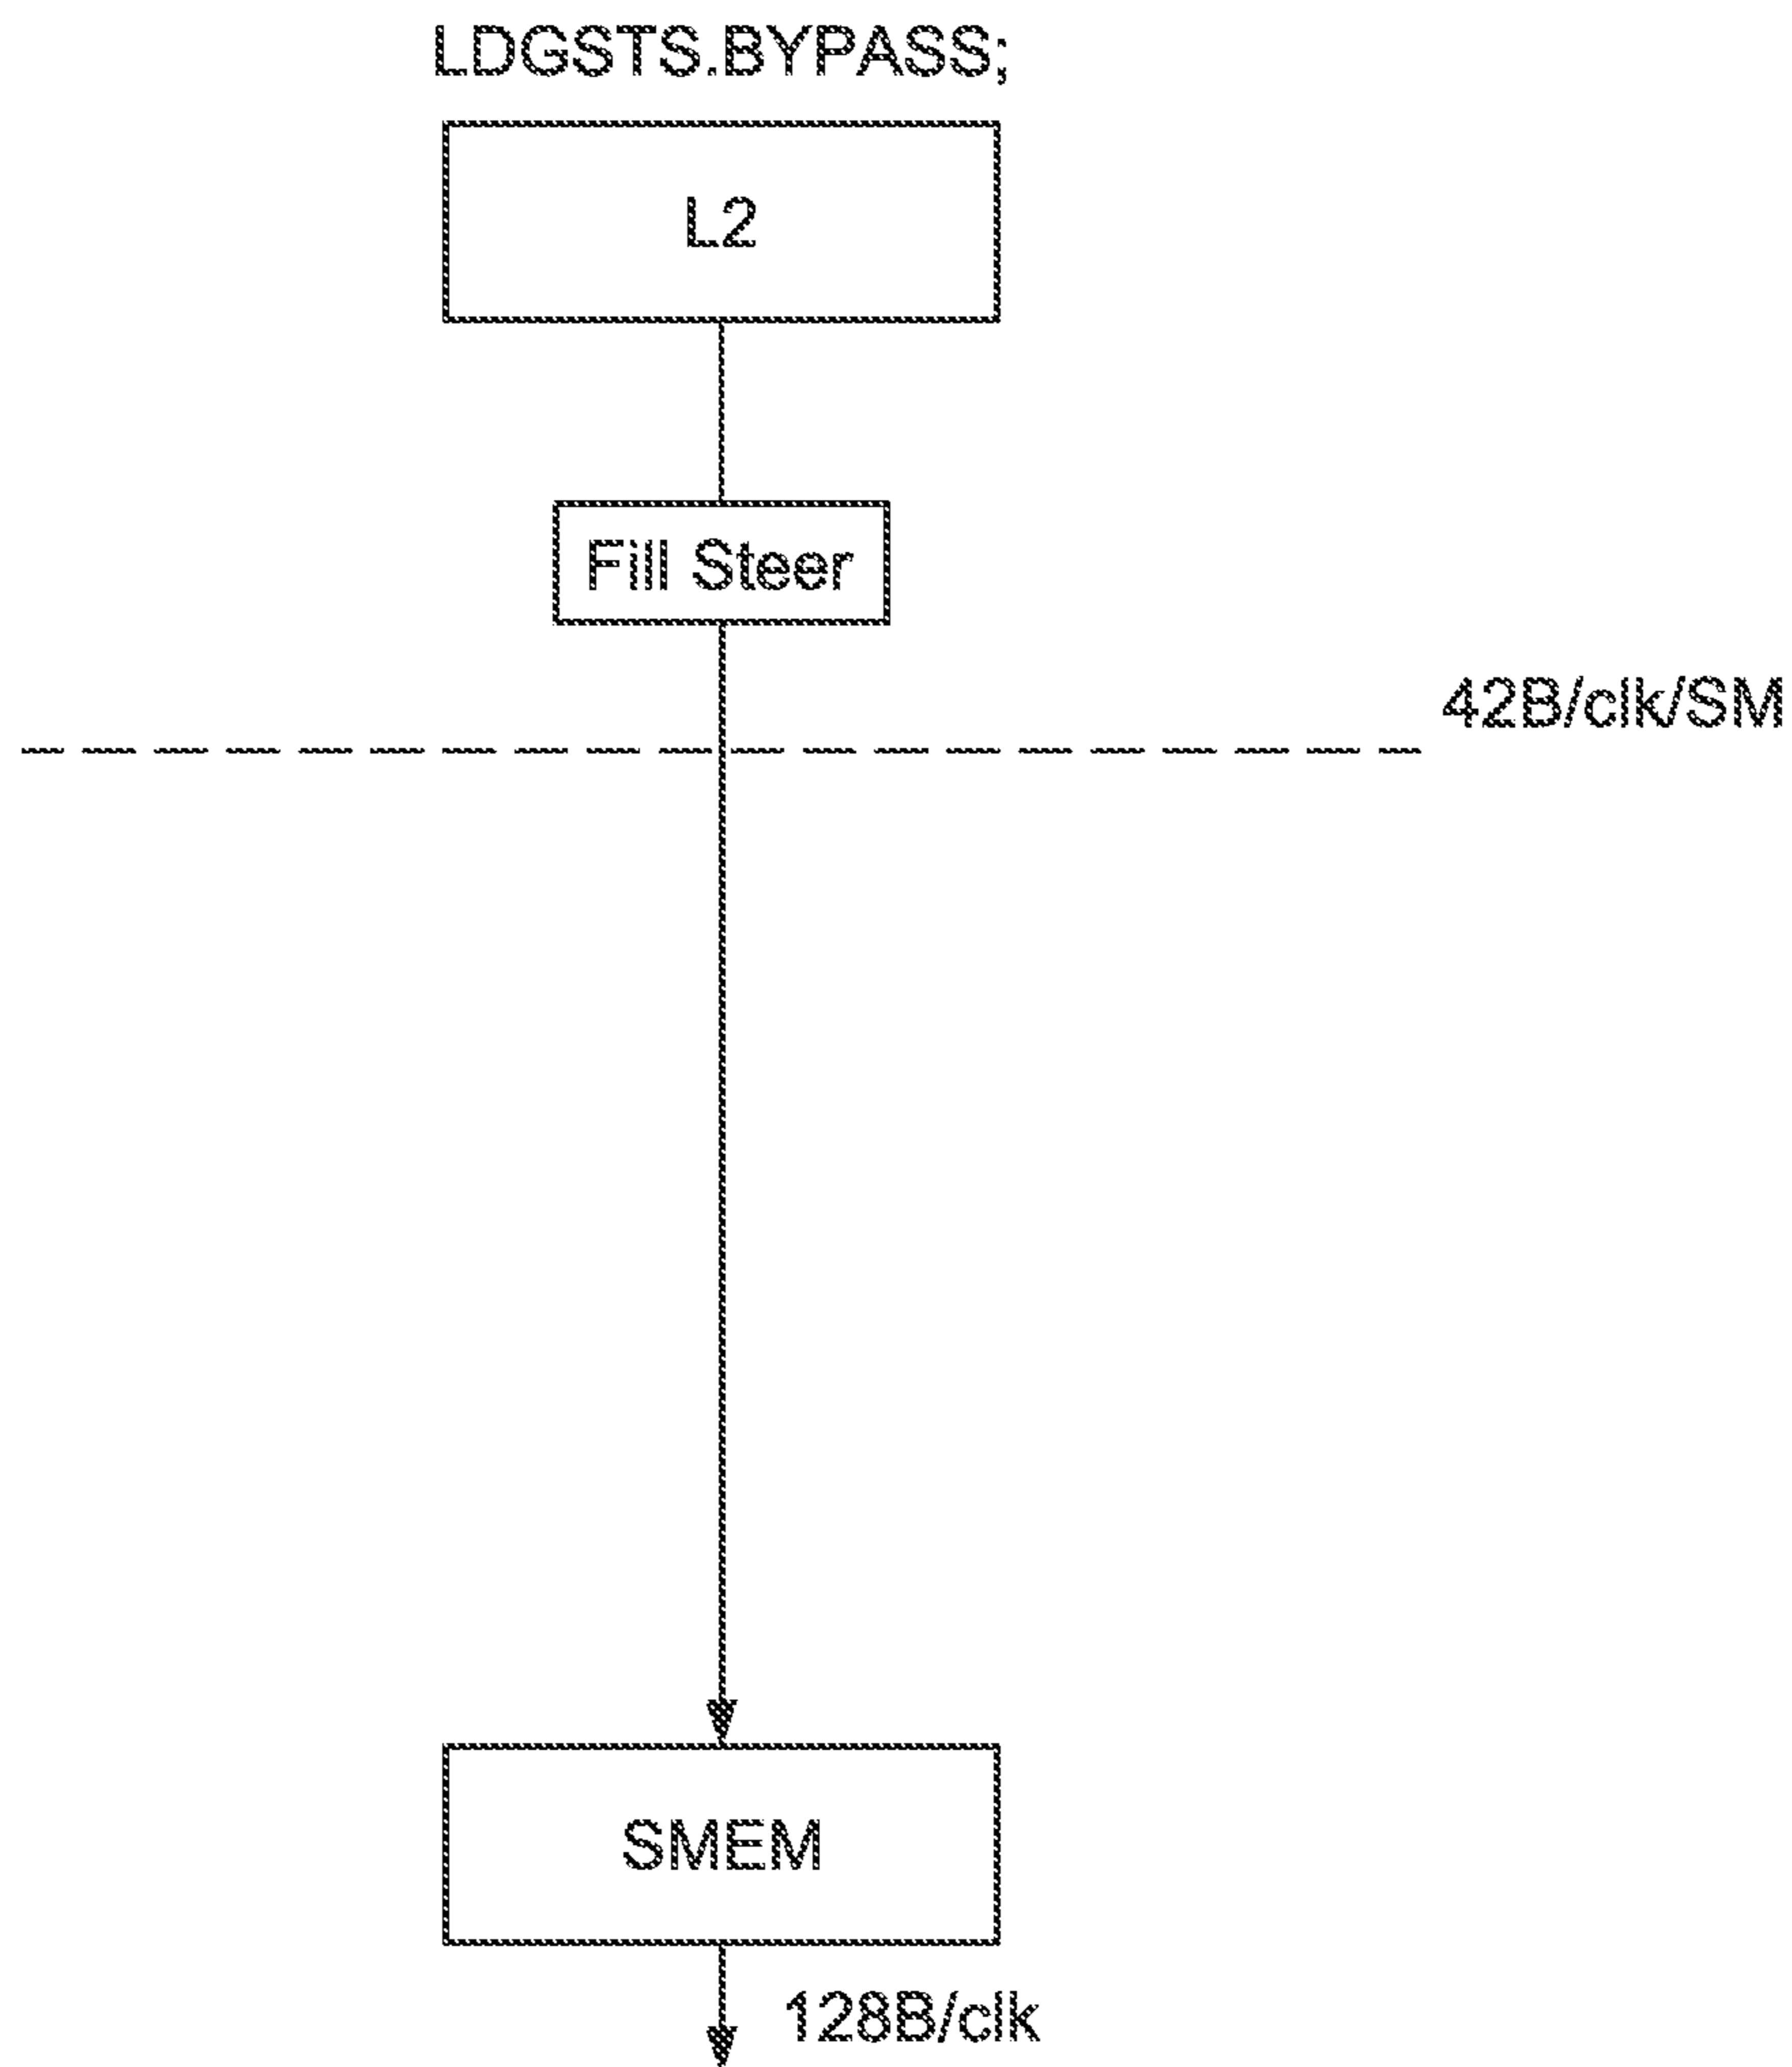 LDGSTS.BYPASS;
L2
Fill Steer
42B/clk/SM
SMEM
128B/clk